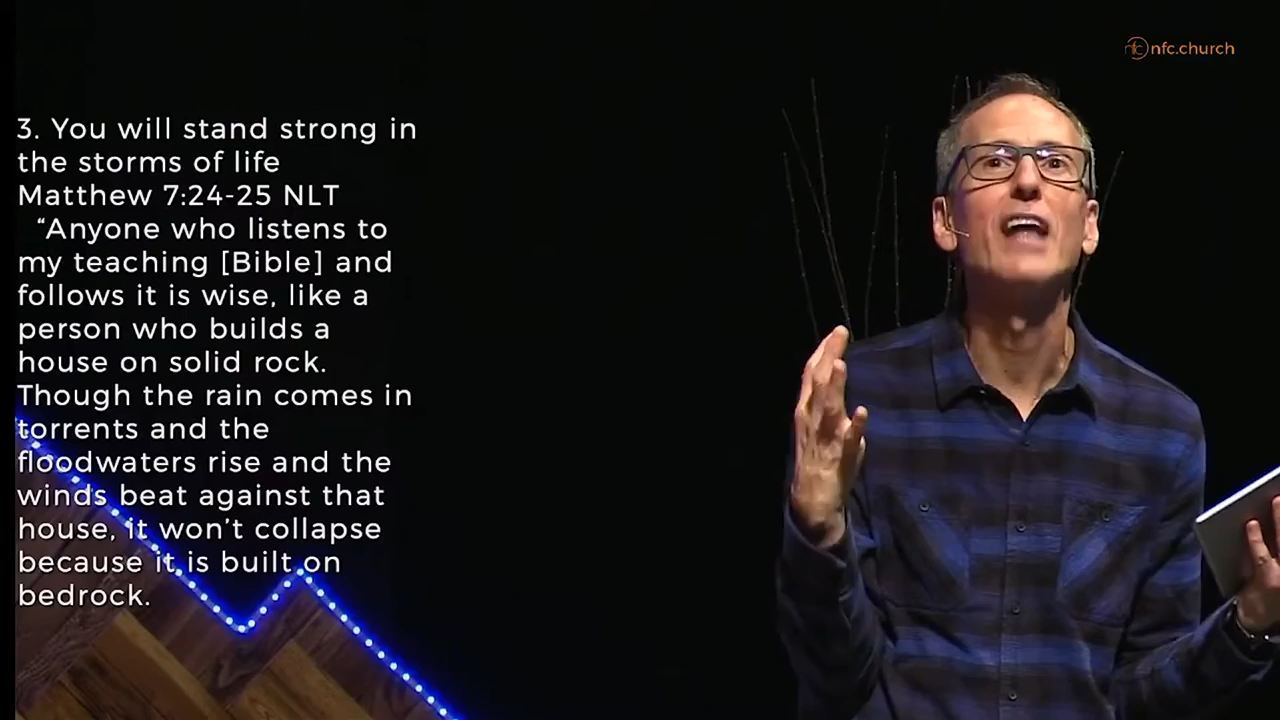 nfc nfc.church
3. You will stand strong in
the storms of life
Matthew 7:24-25 NLT
“Anyone who listens to
my teaching [Bible] and
follows it is wise, like a
person who builds a
house on solid rock.
Though the rain comes in
torrents and the
floodwaters rise and the
winds beat against that
house, it won’t collapse
because it is built on
bedrock.